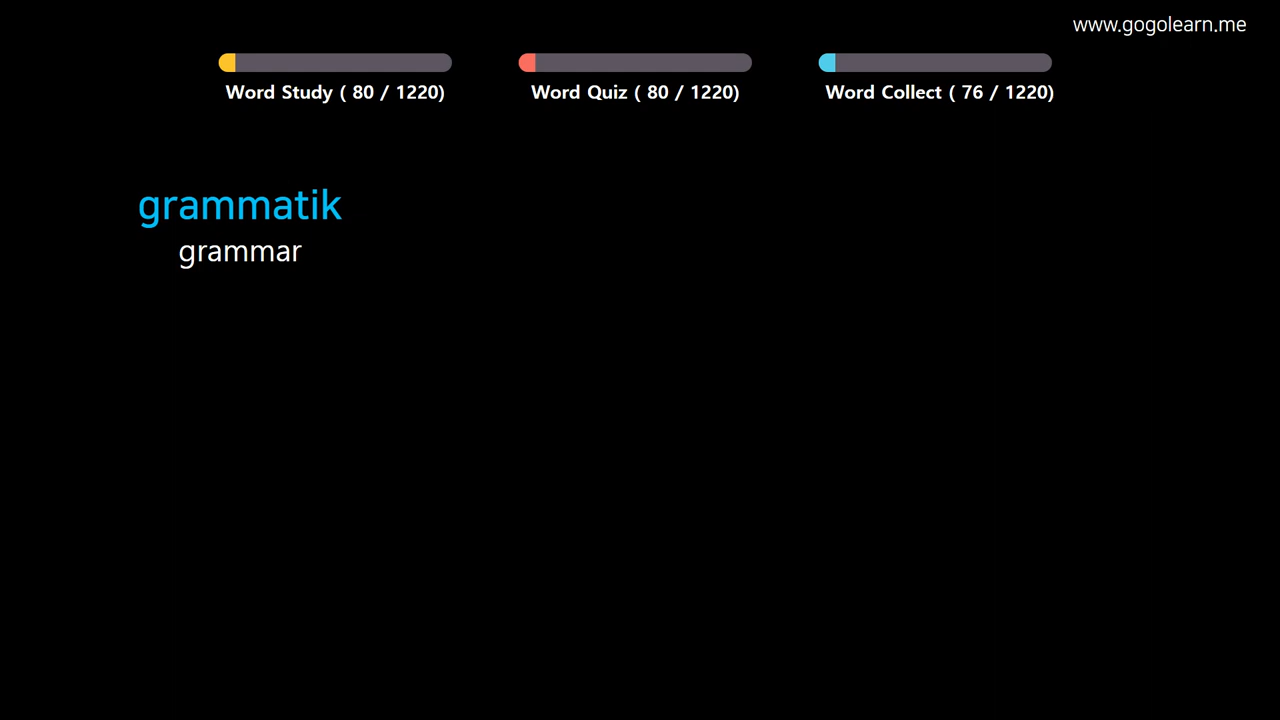 www.gogolearn.me
Word Study ( 80 / 1220)
Word Quiz ( 80 / 1220)
Word Collect ( 76 / 1220)
grammatik
grammar